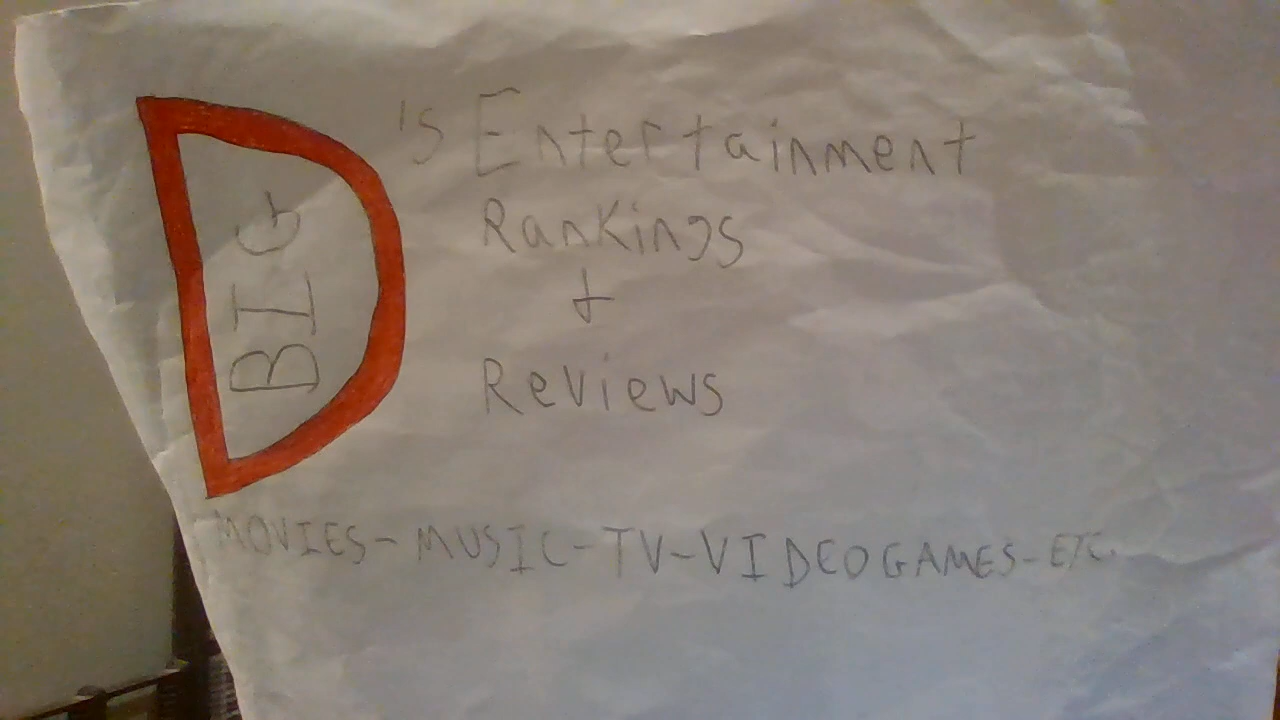 BIG D's Entertainment
Rankings
+
Reviews
MOVIES-MUSIC-TV-VIDEOGAMES-ETC.